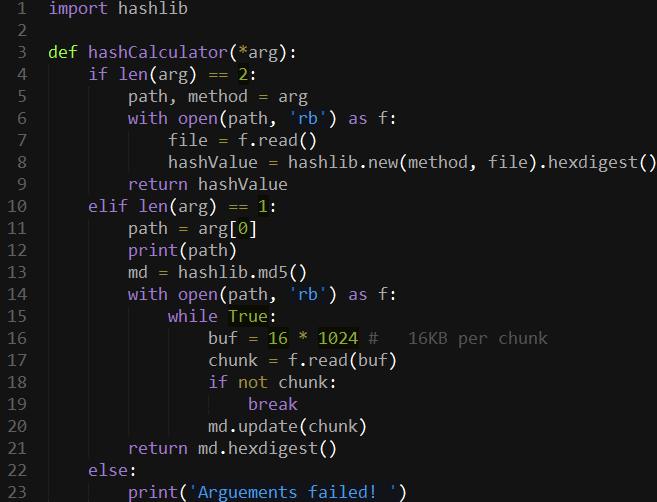 1 import hashlib
2
3 def hashCalculator(*arg):
4     if len(arg) == 2:
5         path, method = arg
6         with open(path, 'rb') as f:
7             file = f.read()
8             hashValue = hashlib.new(method, file).hexdigest()
9         return hashValue
10     elif len(arg) == 1:
11         path = arg[0]
12         print(path)
13         md = hashlib.md5()
14         with open(path, 'rb') as f:
15             while True:
16                 buf = 16 * 1024 #   16KB per chunk
17                 chunk = f.read(buf)
18                 if not chunk:
19                     break
20                 md.update(chunk)
21         return md.hexdigest()
22     else:
23         print('Arguements failed! ')